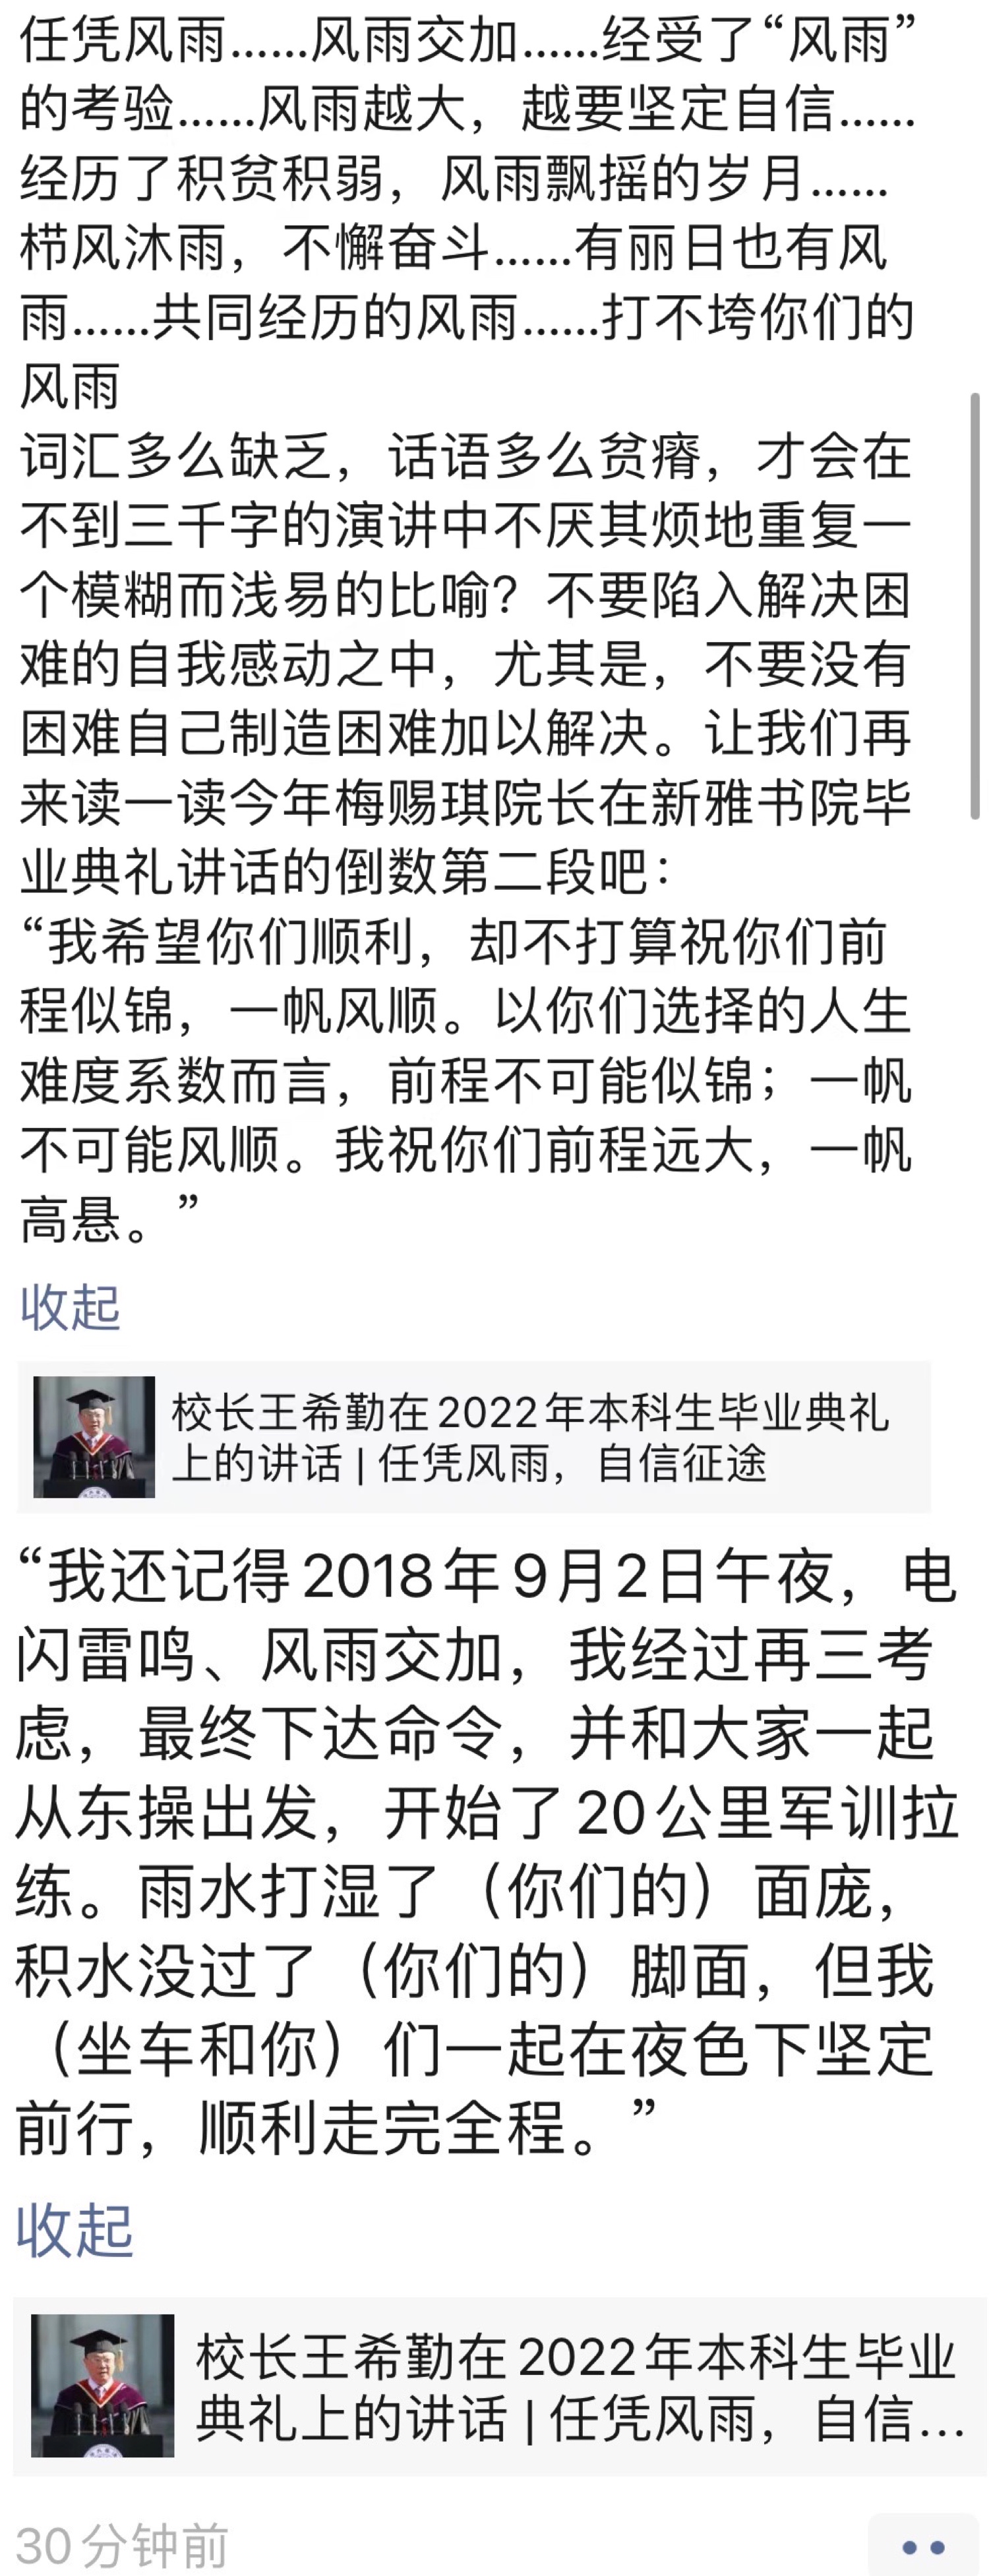 任凭风雨……风雨交加……经受了“风雨”
的考验……风雨越大，越要坚定自信……
经历了积贫积弱，风雨飘摇的岁月……
栉风沐雨，不懈奋斗……有丽日也有风
雨……共同经历的风雨……打不垮你们的
风雨
词汇多么缺乏，话语多么贫瘠，才会在
不到三千字的演讲中不厌其烦地重复一
个模糊而浅易的比喻？不要陷入解决困
难的自我感动之中，尤其是，不要没有
困难自己制造困难加以解决。让我们再
来读一读今年梅赐琪院长在新雅书院毕
业典礼讲话的倒数第二段吧：
“我希望你们顺利，却不打算祝你们前
程似锦，一帆风顺。以你们选择的人生
难度系数而言，前程不可能似锦；一帆
不可能风顺。我祝你们前程远大，一帆
高悬。”
收起
校长王希勤在2022年本科生毕业典礼
上的讲话 | 任凭风雨，自信征途
“我还记得2018年9月2日午夜，电
闪雷鸣、风雨交加，我经过再三考
虑，最终下达命令，并和大家一起
从东操出发，开始了20公里军训拉
练。雨水打湿了（你们的）面庞，
积水没过了（你们的）脚面，但我
（坐车和你）们一起在夜色下坚定
前行，顺利走完全程。”
收起
校长王希勤在2022年本科生毕业
典礼上的讲话 | 任凭风雨，自信…
30分钟前